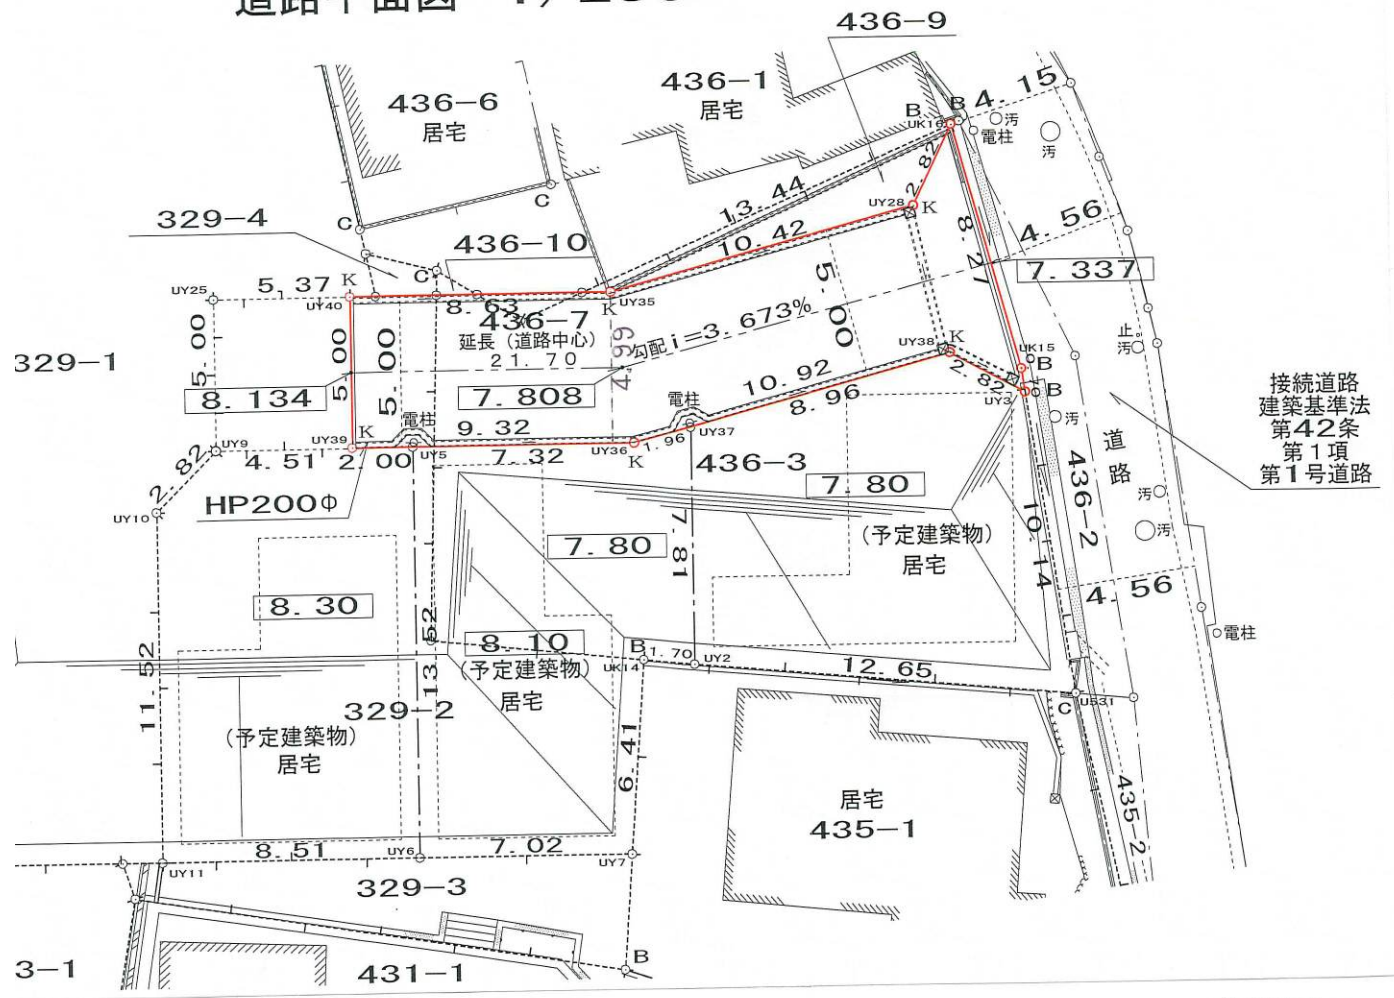 436-9
436-6
居宅
436-1
居宅
B
B
4.15
UK16
汚
電柱
汚
2.82
13.44
UY28
K
C
C
329-4
436-10
10.42
8.27
4.56
7.337
UY25
5.37
K
UY40
C
8.63
K
UY35
436-7
延長（道路中心）
21.70
4.99
勾配 i=3.673%
5.00
K
UY38
UK15
B
B
2.82
UY3
止
汚
汚
329-1
5.00
5.00
5.00
8.134
7.808
10.92
8.96
電柱
電柱
9.32
UY39
K
UY9
4.51
2.00
UY5
7.32
UY36
K
1.96
UY37
436-3
7.80
2.82
HP200Φ
UY10
接続道路
建築基準法
第42条
第1項
第1号道路
道路
汚
汚
436-2
10.14
4.56
電柱
7.80
7.81
（予定建築物）
居宅
8.30
13.52
8.10
（予定建築物）
居宅
B
UK14
1.70
UY2
12.65
C
U531
11.52
329-2
（予定建築物）
居宅
6.41
居宅
435-1
435-2
8.51
UY6
7.02
UY7
UY11
329-3
B
3-1
431-1